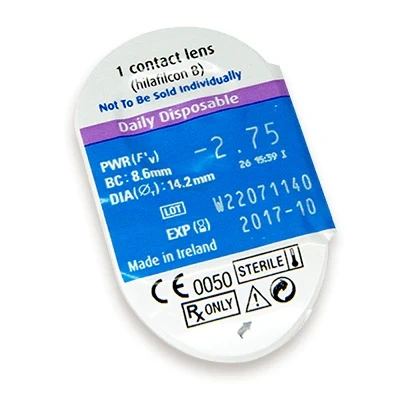 1 contact lens
(hilafilcon B)
Not To Be Sold Individually
Daily Disposable
PWR(F'v) -2.75
BC: 8.6mm 26 15:39 I
DIA(Ø T): 14.2mm
LOT W22071140
EXP 2017-10
Made in Ireland
CE 0050 STERILE
Rx ONLY